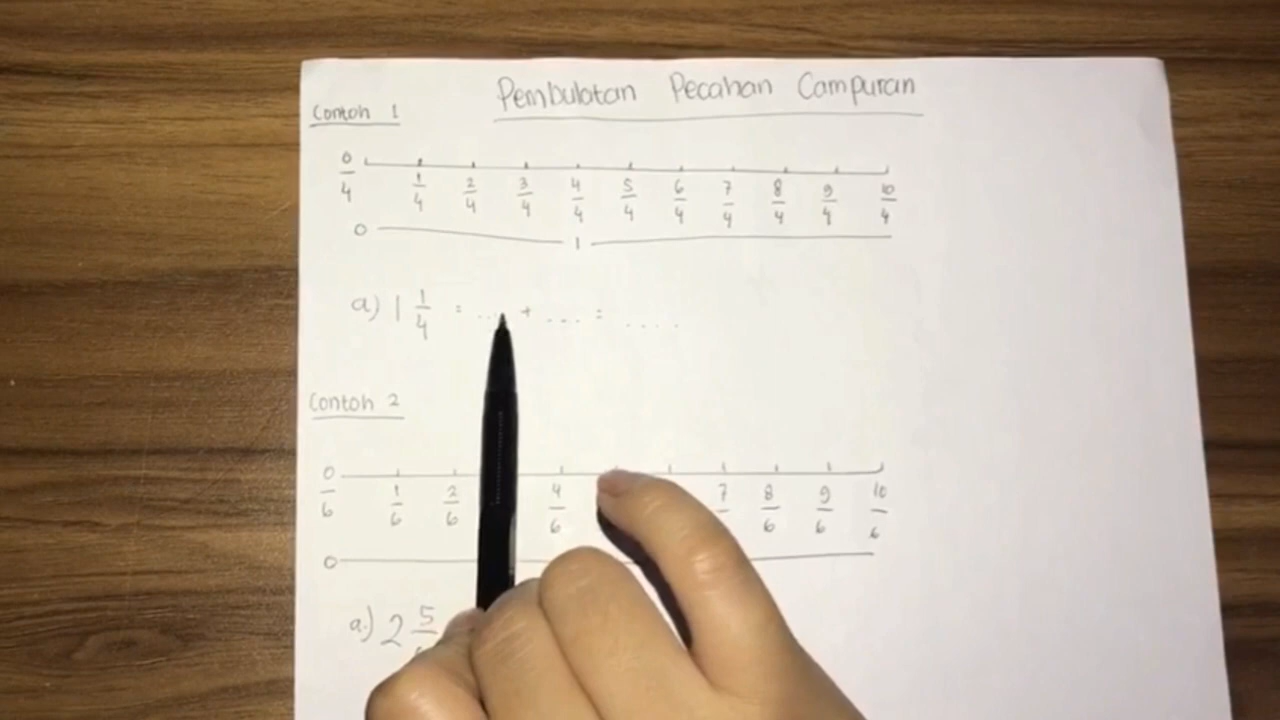 Pembulatan Pecahan Campuran
Contoh 1
0/4 1/4 2/4 3/4 4/4 5/4 6/4 7/4 8/4 9/4 10/4
0 1
a) 1 1/4 = ... + ... = ....
Contoh 2
0/6 1/6 2/6 4/6 7 8/6 9/6 10/6
0
a.) 2 5